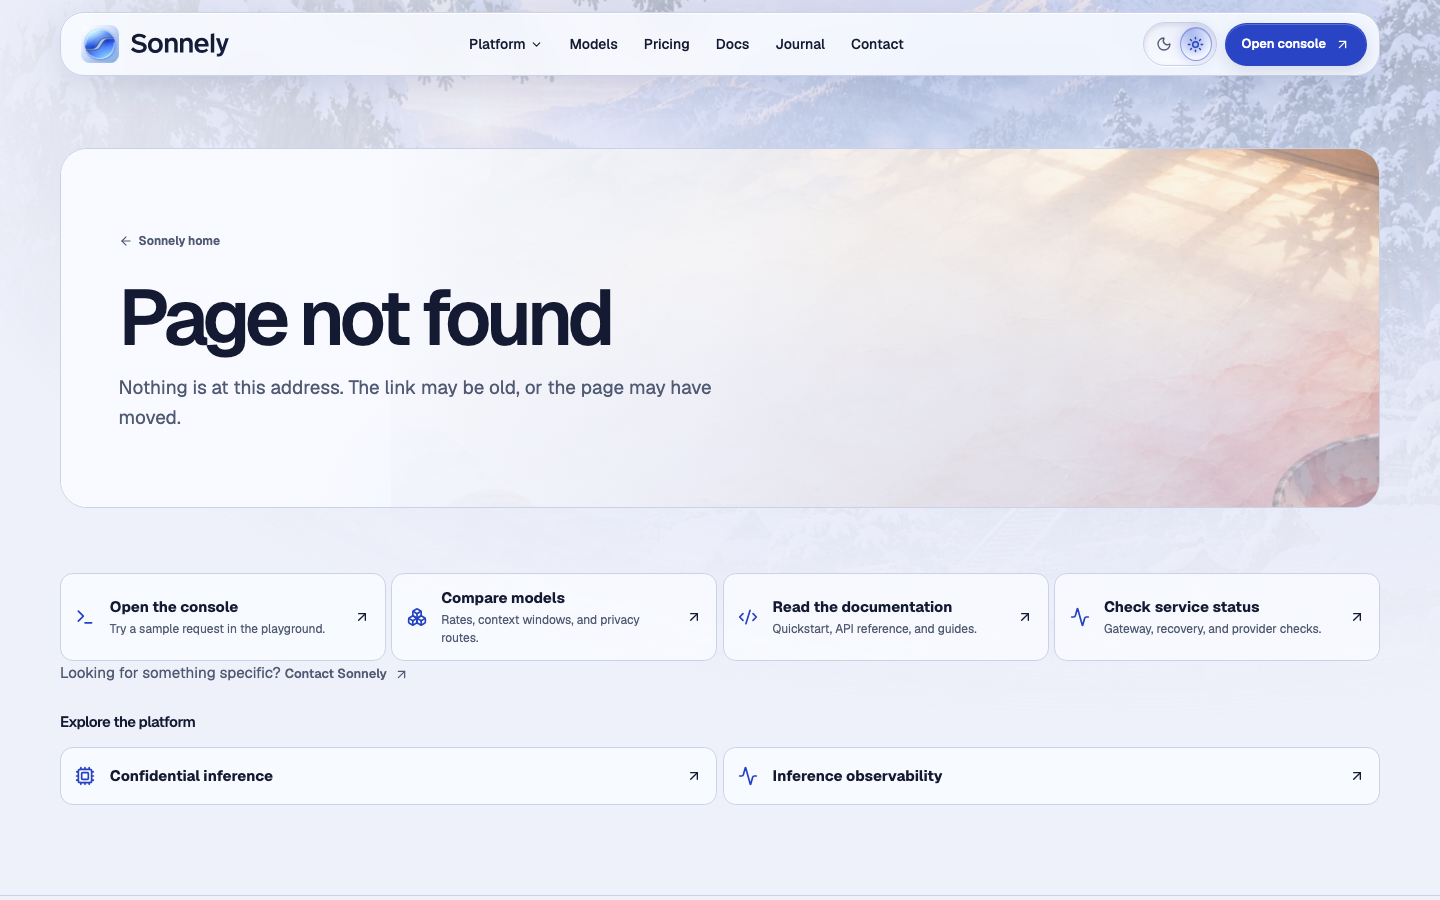 Sonnely
Platform
Models
Pricing
Docs
Journal
Contact
Open console
Sonnely home
Page not found
Nothing is at this address. The link may be old, or the page may have
moved.
Open the console
Try a sample request in the playground.
Compare models
Rates, context windows, and privacy
routes.
Read the documentation
Quickstart, API reference, and guides.
Check service status
Gateway, recovery, and provider checks.
Looking for something specific? Contact Sonnely
Explore the platform
Confidential inference
Inference observability